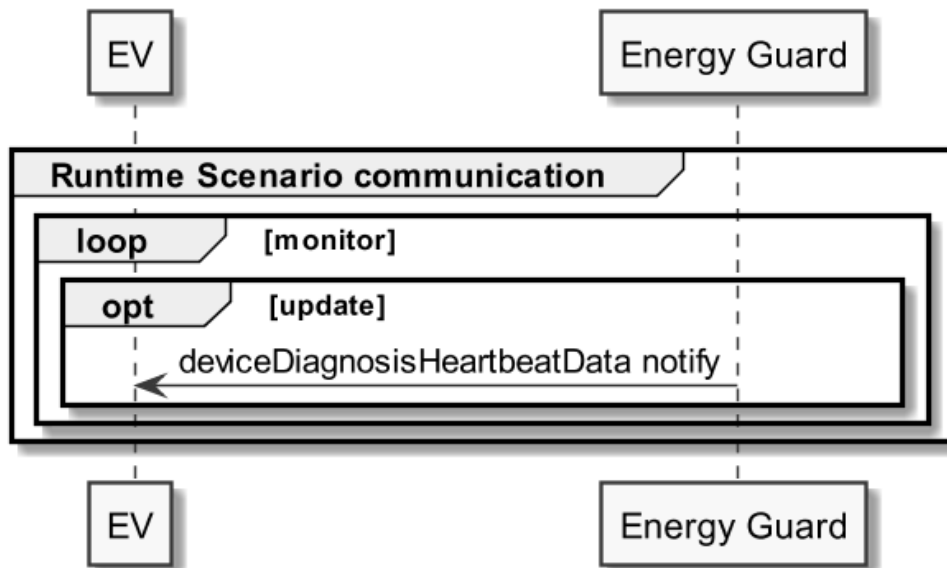 EV
Energy Guard
Runtime Scenario communication
loop [monitor]
opt [update]
deviceDiagnosisHeartbeatData notify
EV
Energy Guard